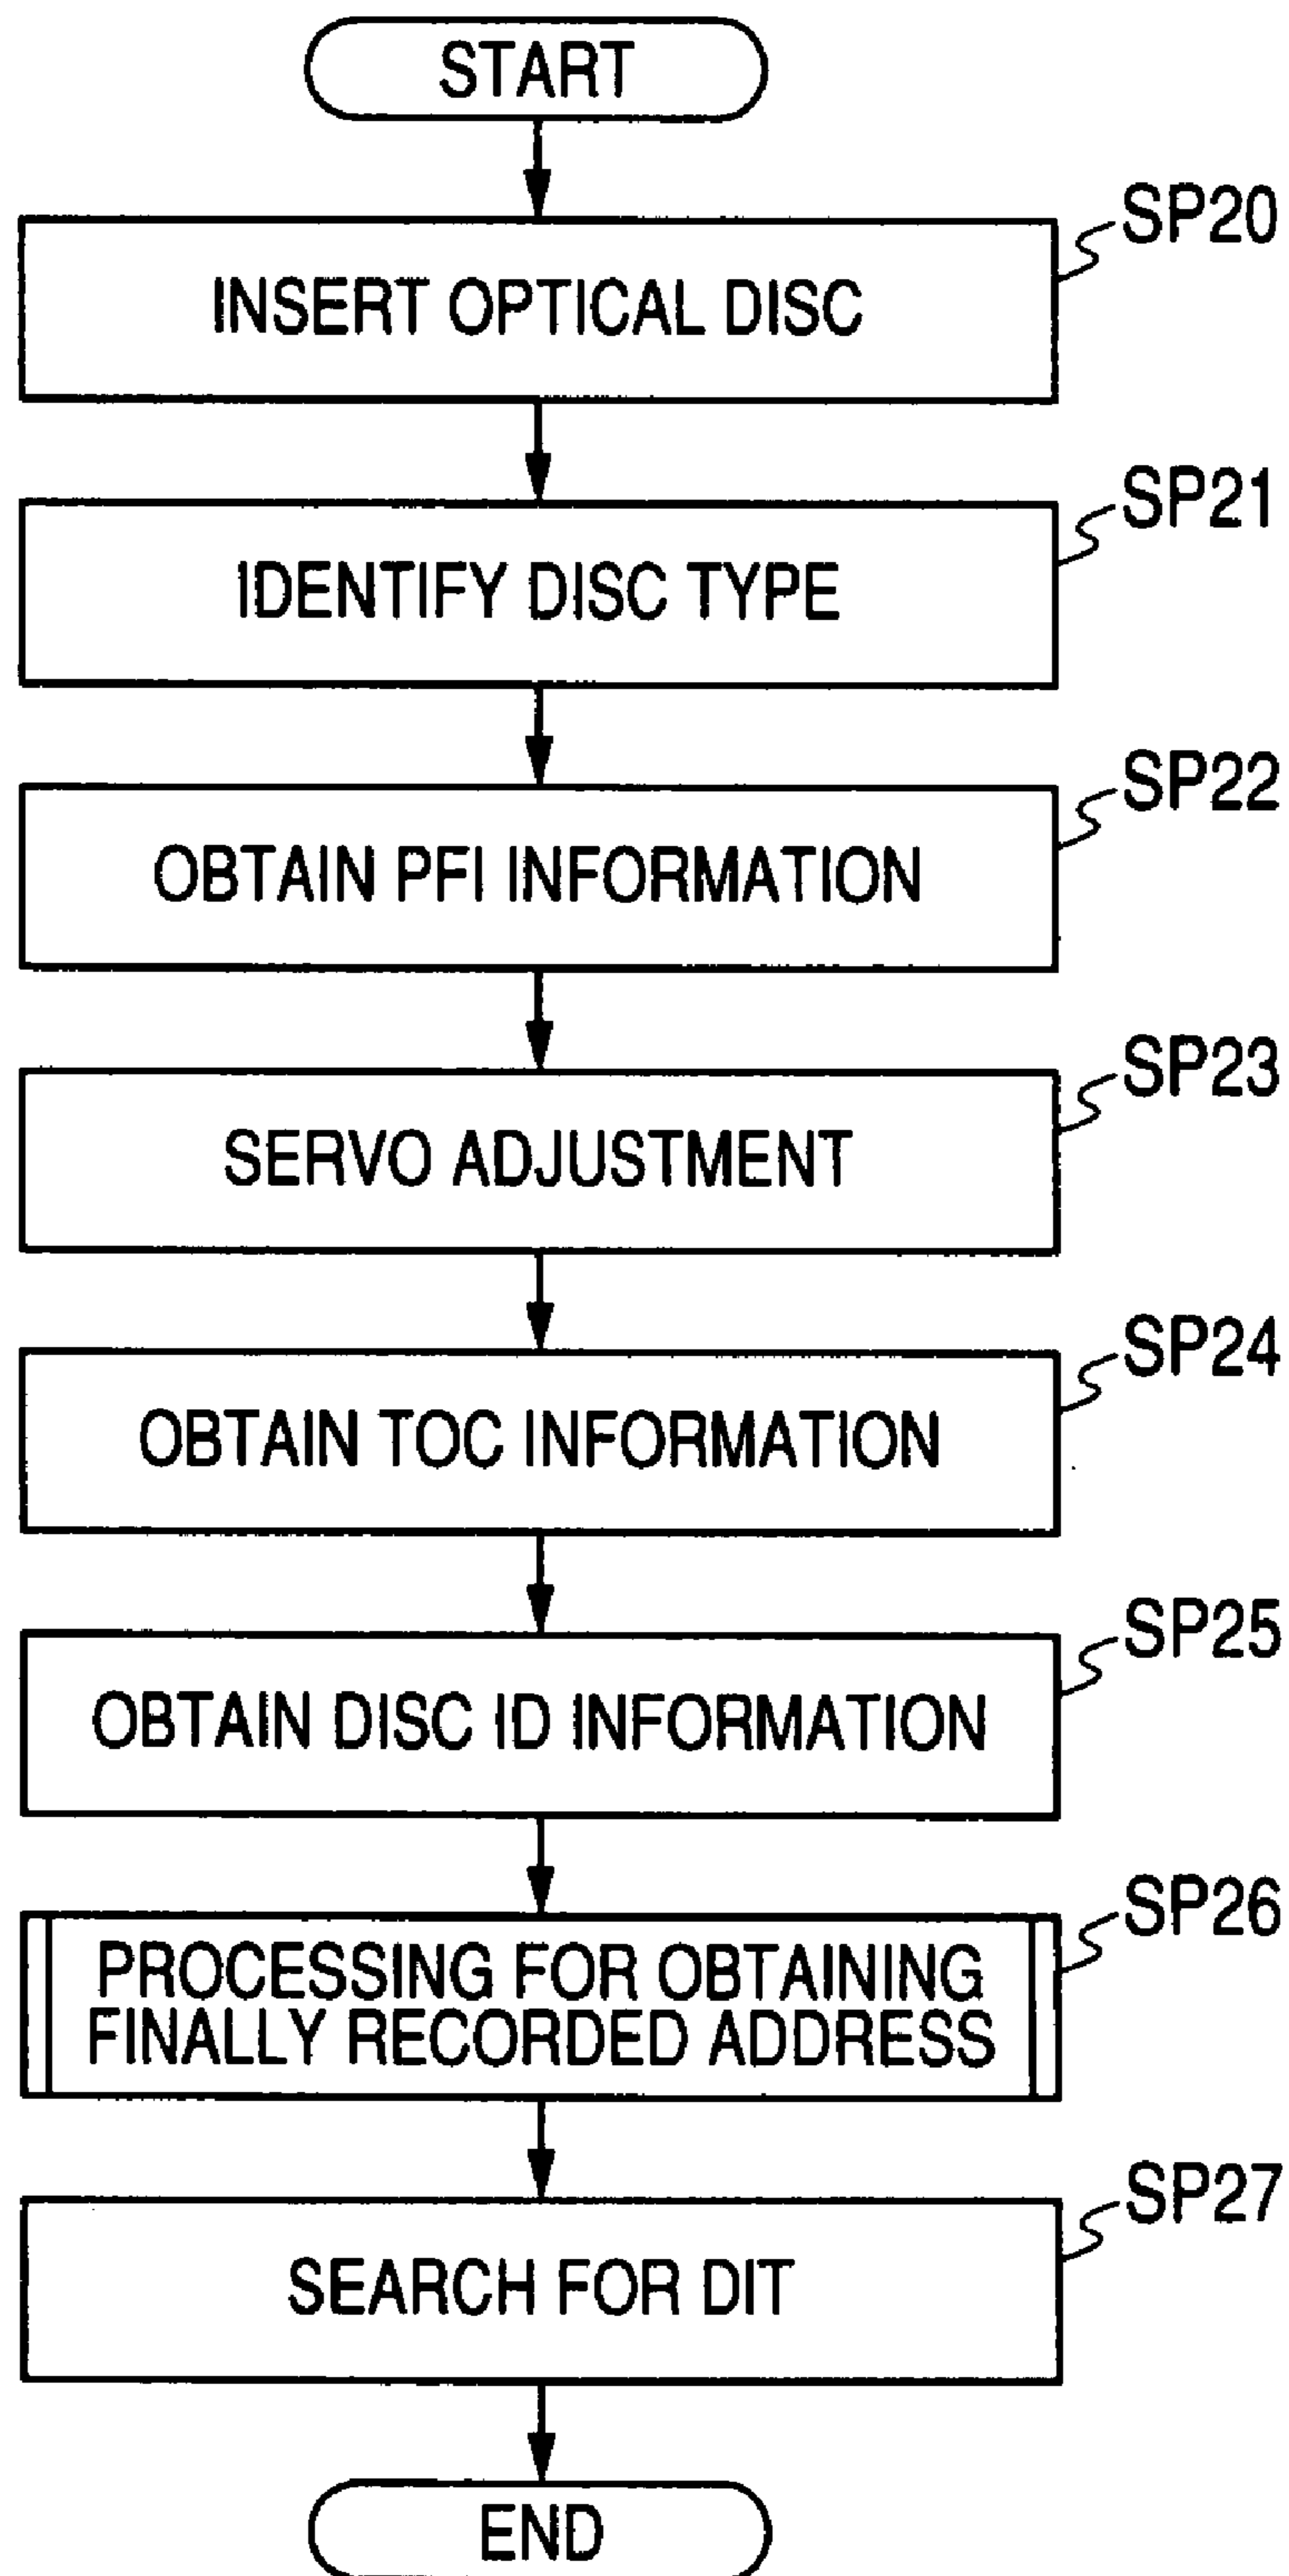 START
SP20
INSERT OPTICAL DISC
SP21
IDENTIFY DISC TYPE
SP22
OBTAIN PFI INFORMATION
SP23
SERVO ADJUSTMENT
SP24
OBTAIN TOC INFORMATION
SP25
OBTAIN DISC ID INFORMATION
SP26
PROCESSING FOR OBTAINING
FINALLY RECORDED ADDRESS
SP27
SEARCH FOR DIT
END